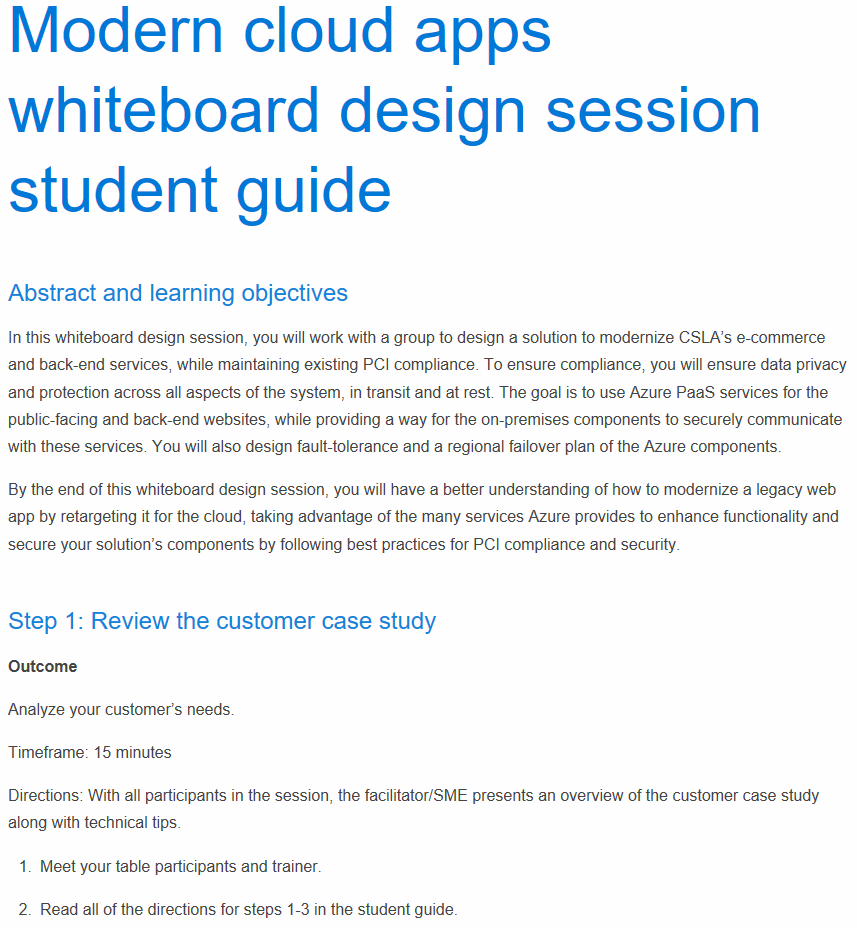 Modern cloud apps
whiteboard design session
student guide
Abstract and learning objectives
In this whiteboard design session, you will work with a group to design a solution to modernize CSLA's e-commerce
and back-end services, while maintaining existing PCI compliance. To ensure compliance, you will ensure data privacy
and protection across all aspects of the system, in transit and at rest. The goal is to use Azure PaaS services for the
public-facing and back-end websites, while providing a way for the on-premises components to securely communicate
with these services. You will also design fault-tolerance and a regional failover plan of the Azure components.
By the end of this whiteboard design session, you will have a better understanding of how to modernize a legacy web
app by retargeting it for the cloud, taking advantage of the many services Azure provides to enhance functionality and
secure your solution's components by following best practices for PCI compliance and security.
Step 1: Review the customer case study
Outcome
Analyze your customer's needs.
Timeframe: 15 minutes
Directions: With all participants in the session, the facilitator/SME presents an overview of the customer case study
along with technical tips.
1. Meet your table participants and trainer.
2. Read all of the directions for steps 1-3 in the student guide.